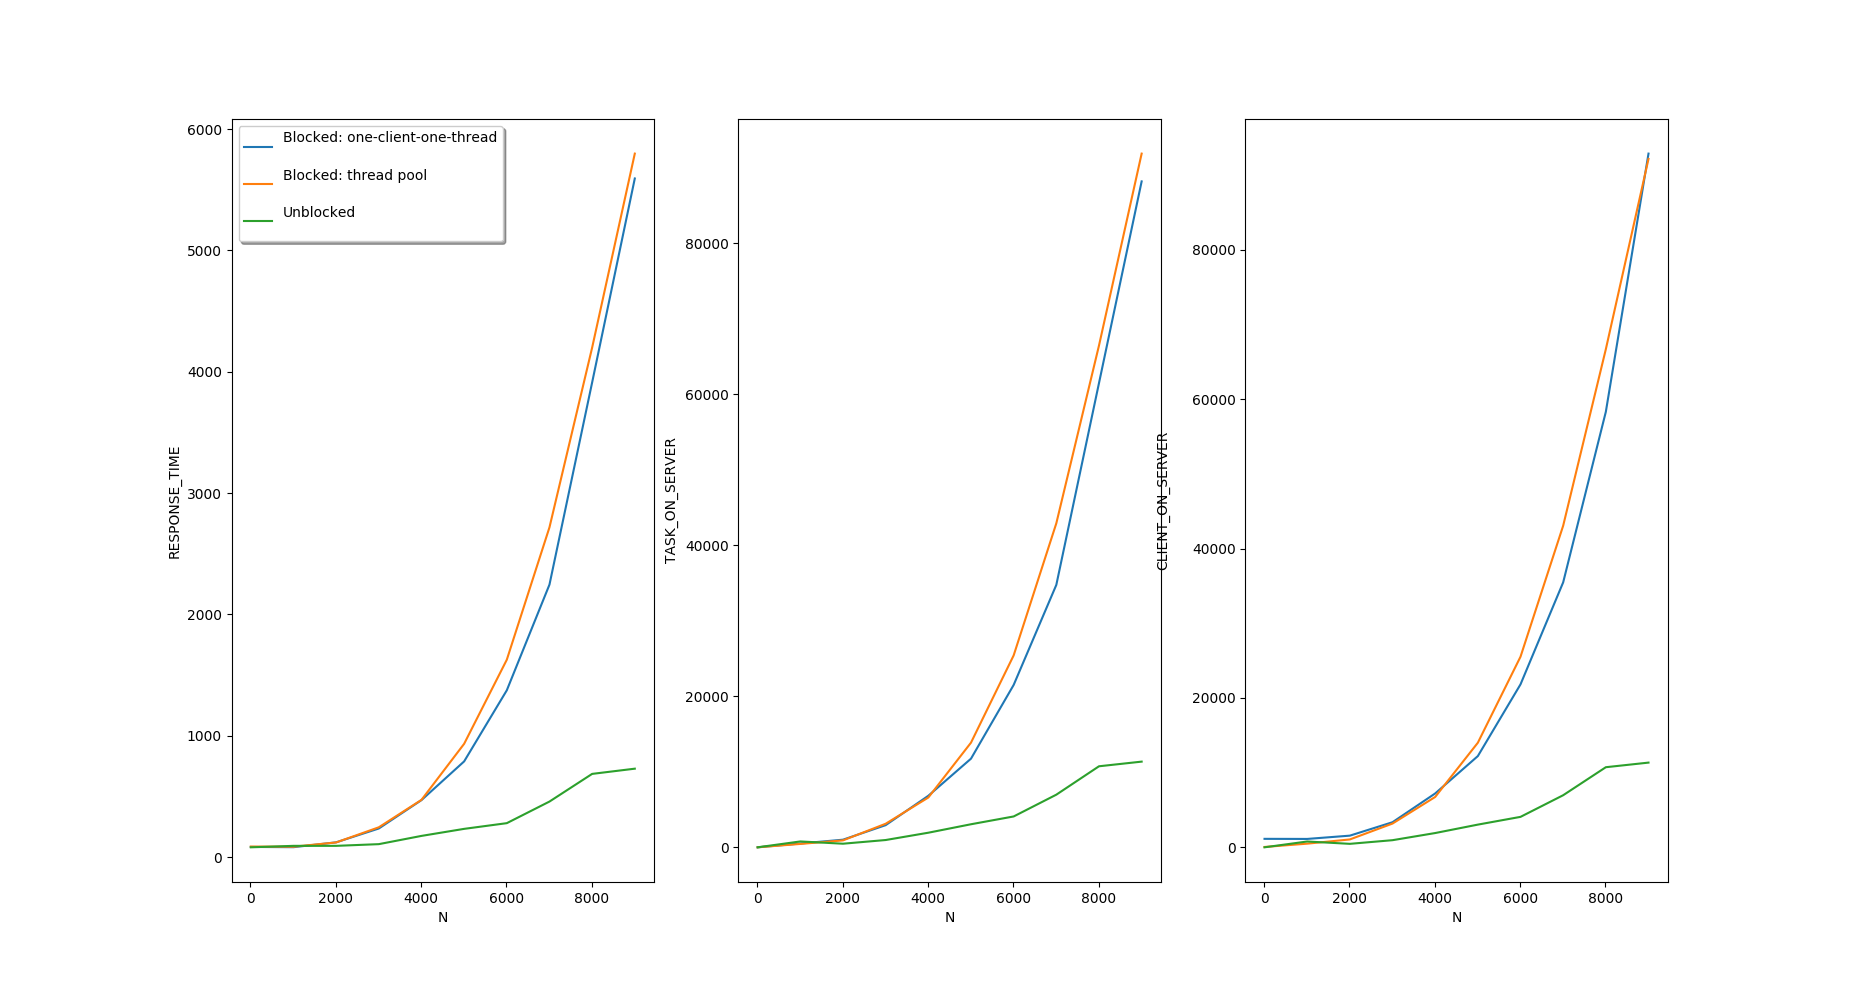 Blocked: one-client-one-thread
Blocked: thread pool
Unblocked
6000
5000
4000
3000
2000
1000
0
RESPONSE_TIME
0 2000 4000 6000 8000
N
80000
60000
40000
20000
0
TASK_ON_SERVER
0 2000 4000 6000 8000
N
80000
60000
40000
20000
0
CLIENT_ON_SERVER
0 2000 4000 6000 8000
N